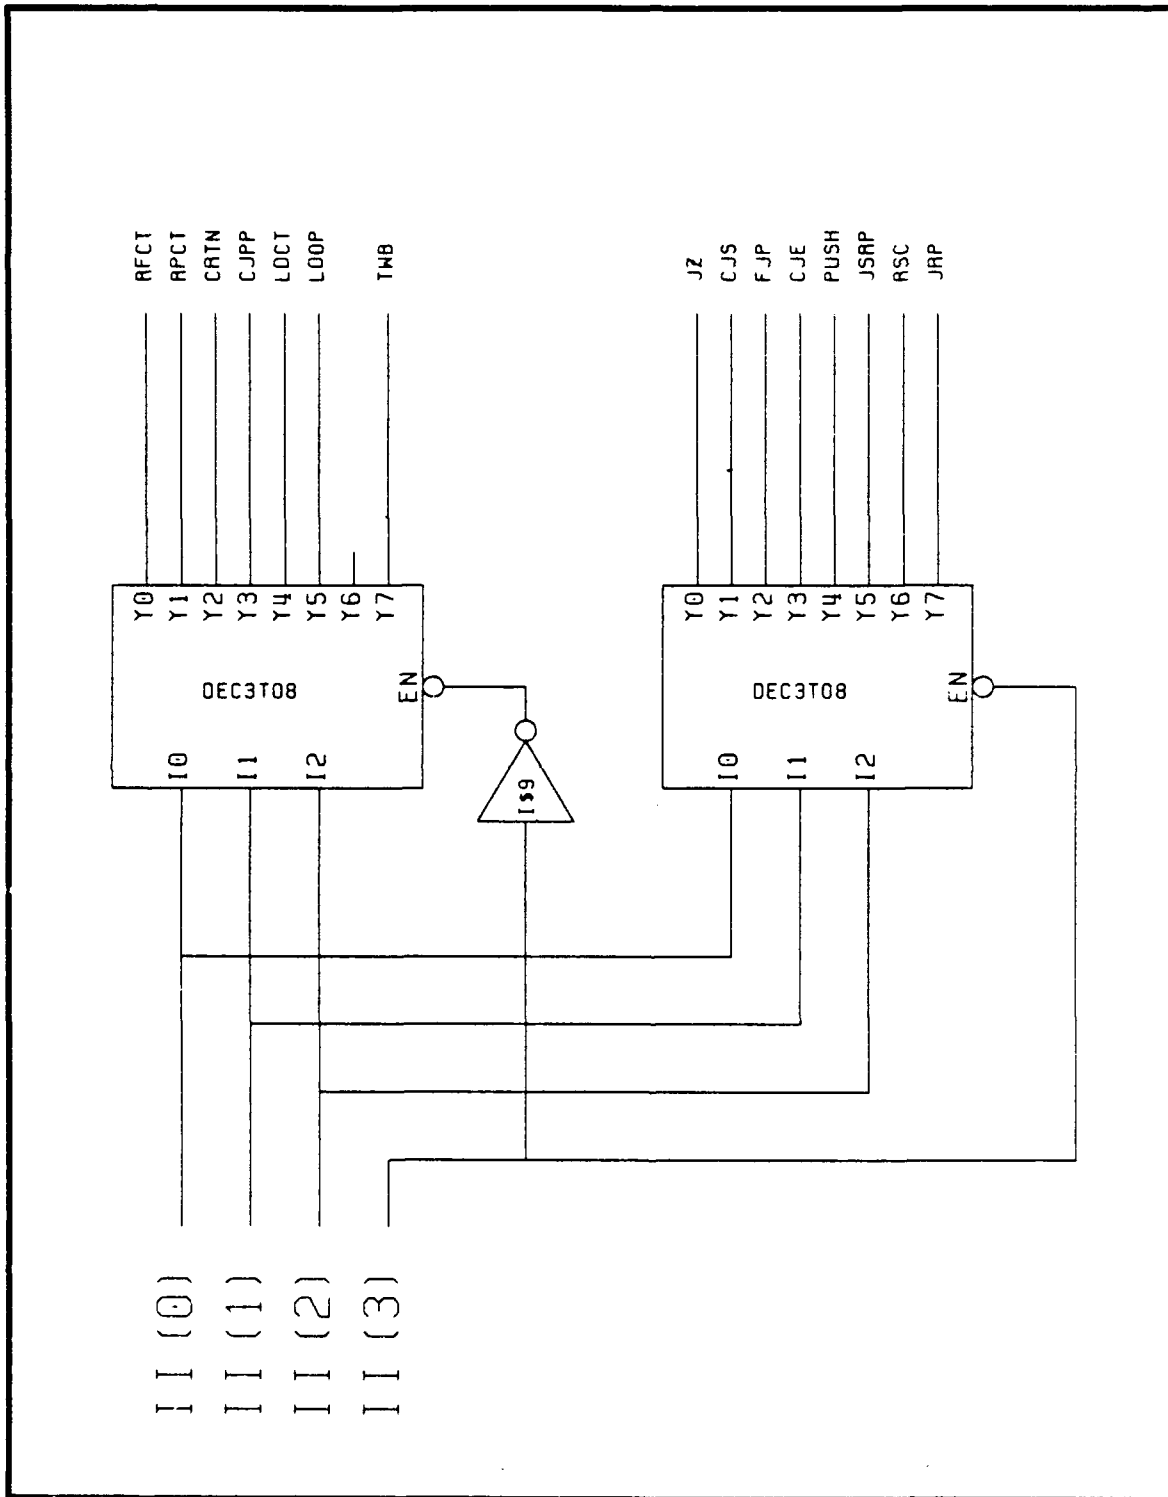 Y0 RFCT
II(0) I0 Y1 RPCT
Y2 CRTN
II(1) I1 DEC3TO8 Y3 CJPP
Y4 LDCT
II(2) I2 Y5 LOOP
Y6
II(3) Y7 TWB
EN
I$9
Y0 JZ
I0 Y1 CJS
Y2 FJP
I1 DEC3TO8 Y3 CJE
Y4 PUSH
I2 Y5 JSRP
Y6 RSC
Y7 JRP
EN